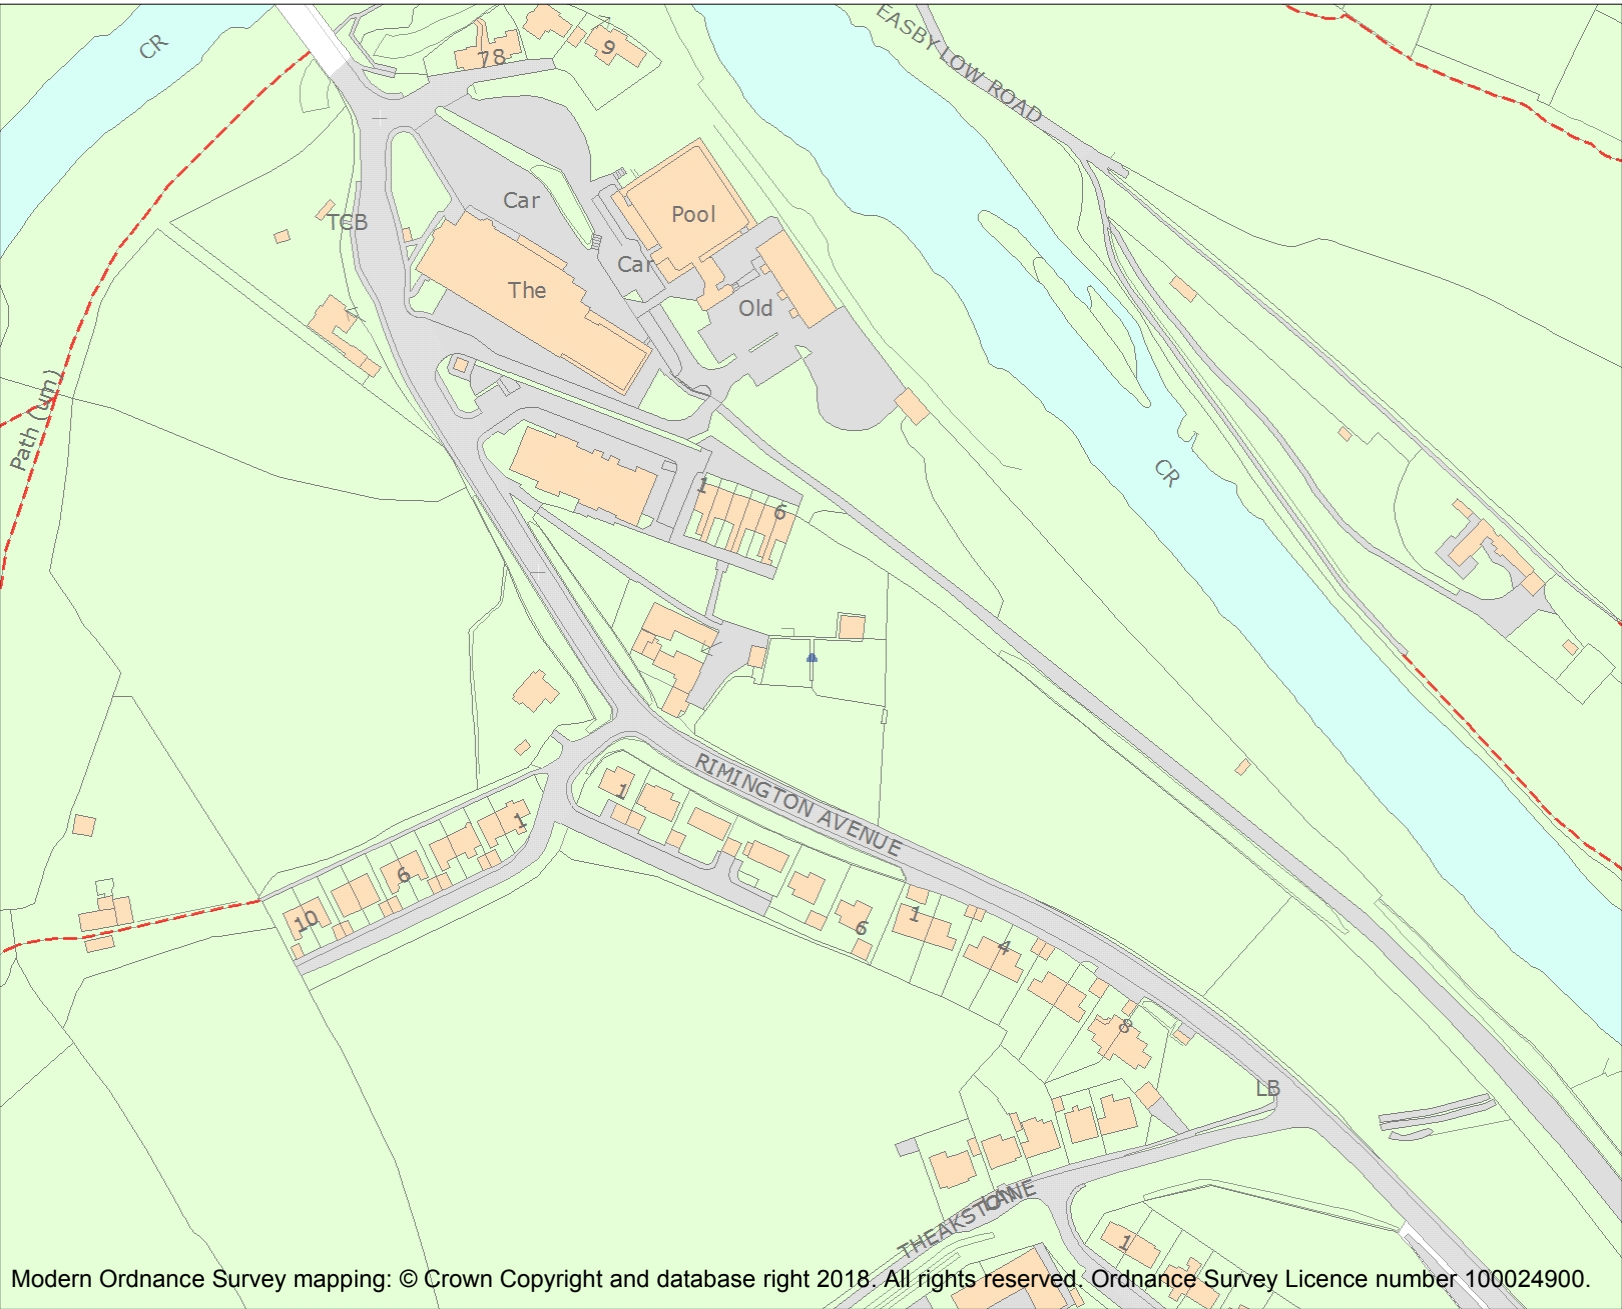 CR
78
9
EASBY LOW ROAD
Car
Pool
TCB
Car
The
Old
Path (um)
CR
1
6
RIMINGTON AVENUE
1
1
6
10
6
1
4
8
LB
THEAKSTON
LANE
1
Modern Ordnance Survey mapping: © Crown Copyright and database right 2018. All rights reserved. Ordnance Survey Licence number 100024900.